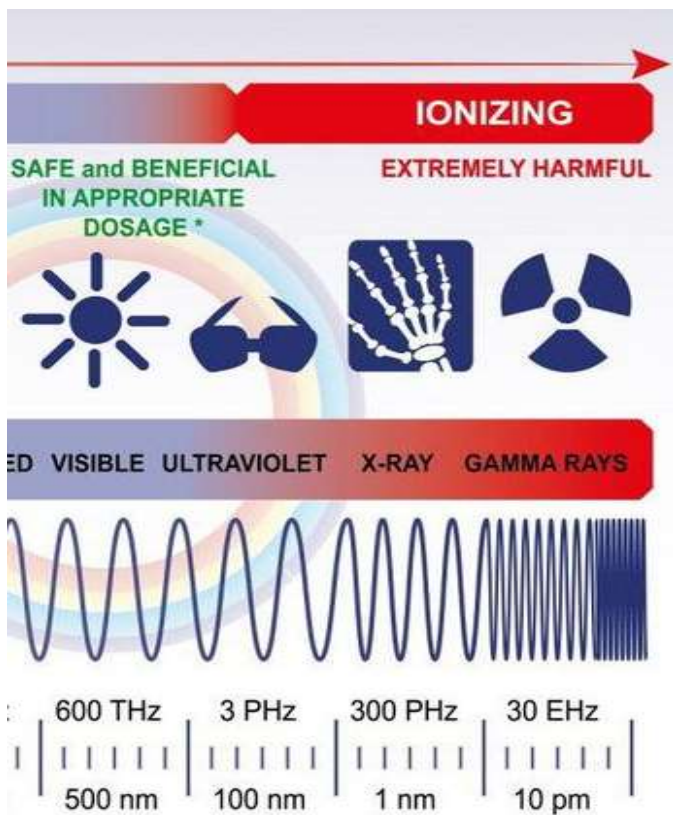 IONIZING
SAFE and BENEFICIAL
IN APPROPRIATE
DOSAGE *
EXTREMELY HARMFUL
ED VISIBLE ULTRAVIOLET X-RAY GAMMA RAYS
600 THz 3 PHz 300 PHz 30 EHz
500 nm 100 nm 1 nm 10 pm